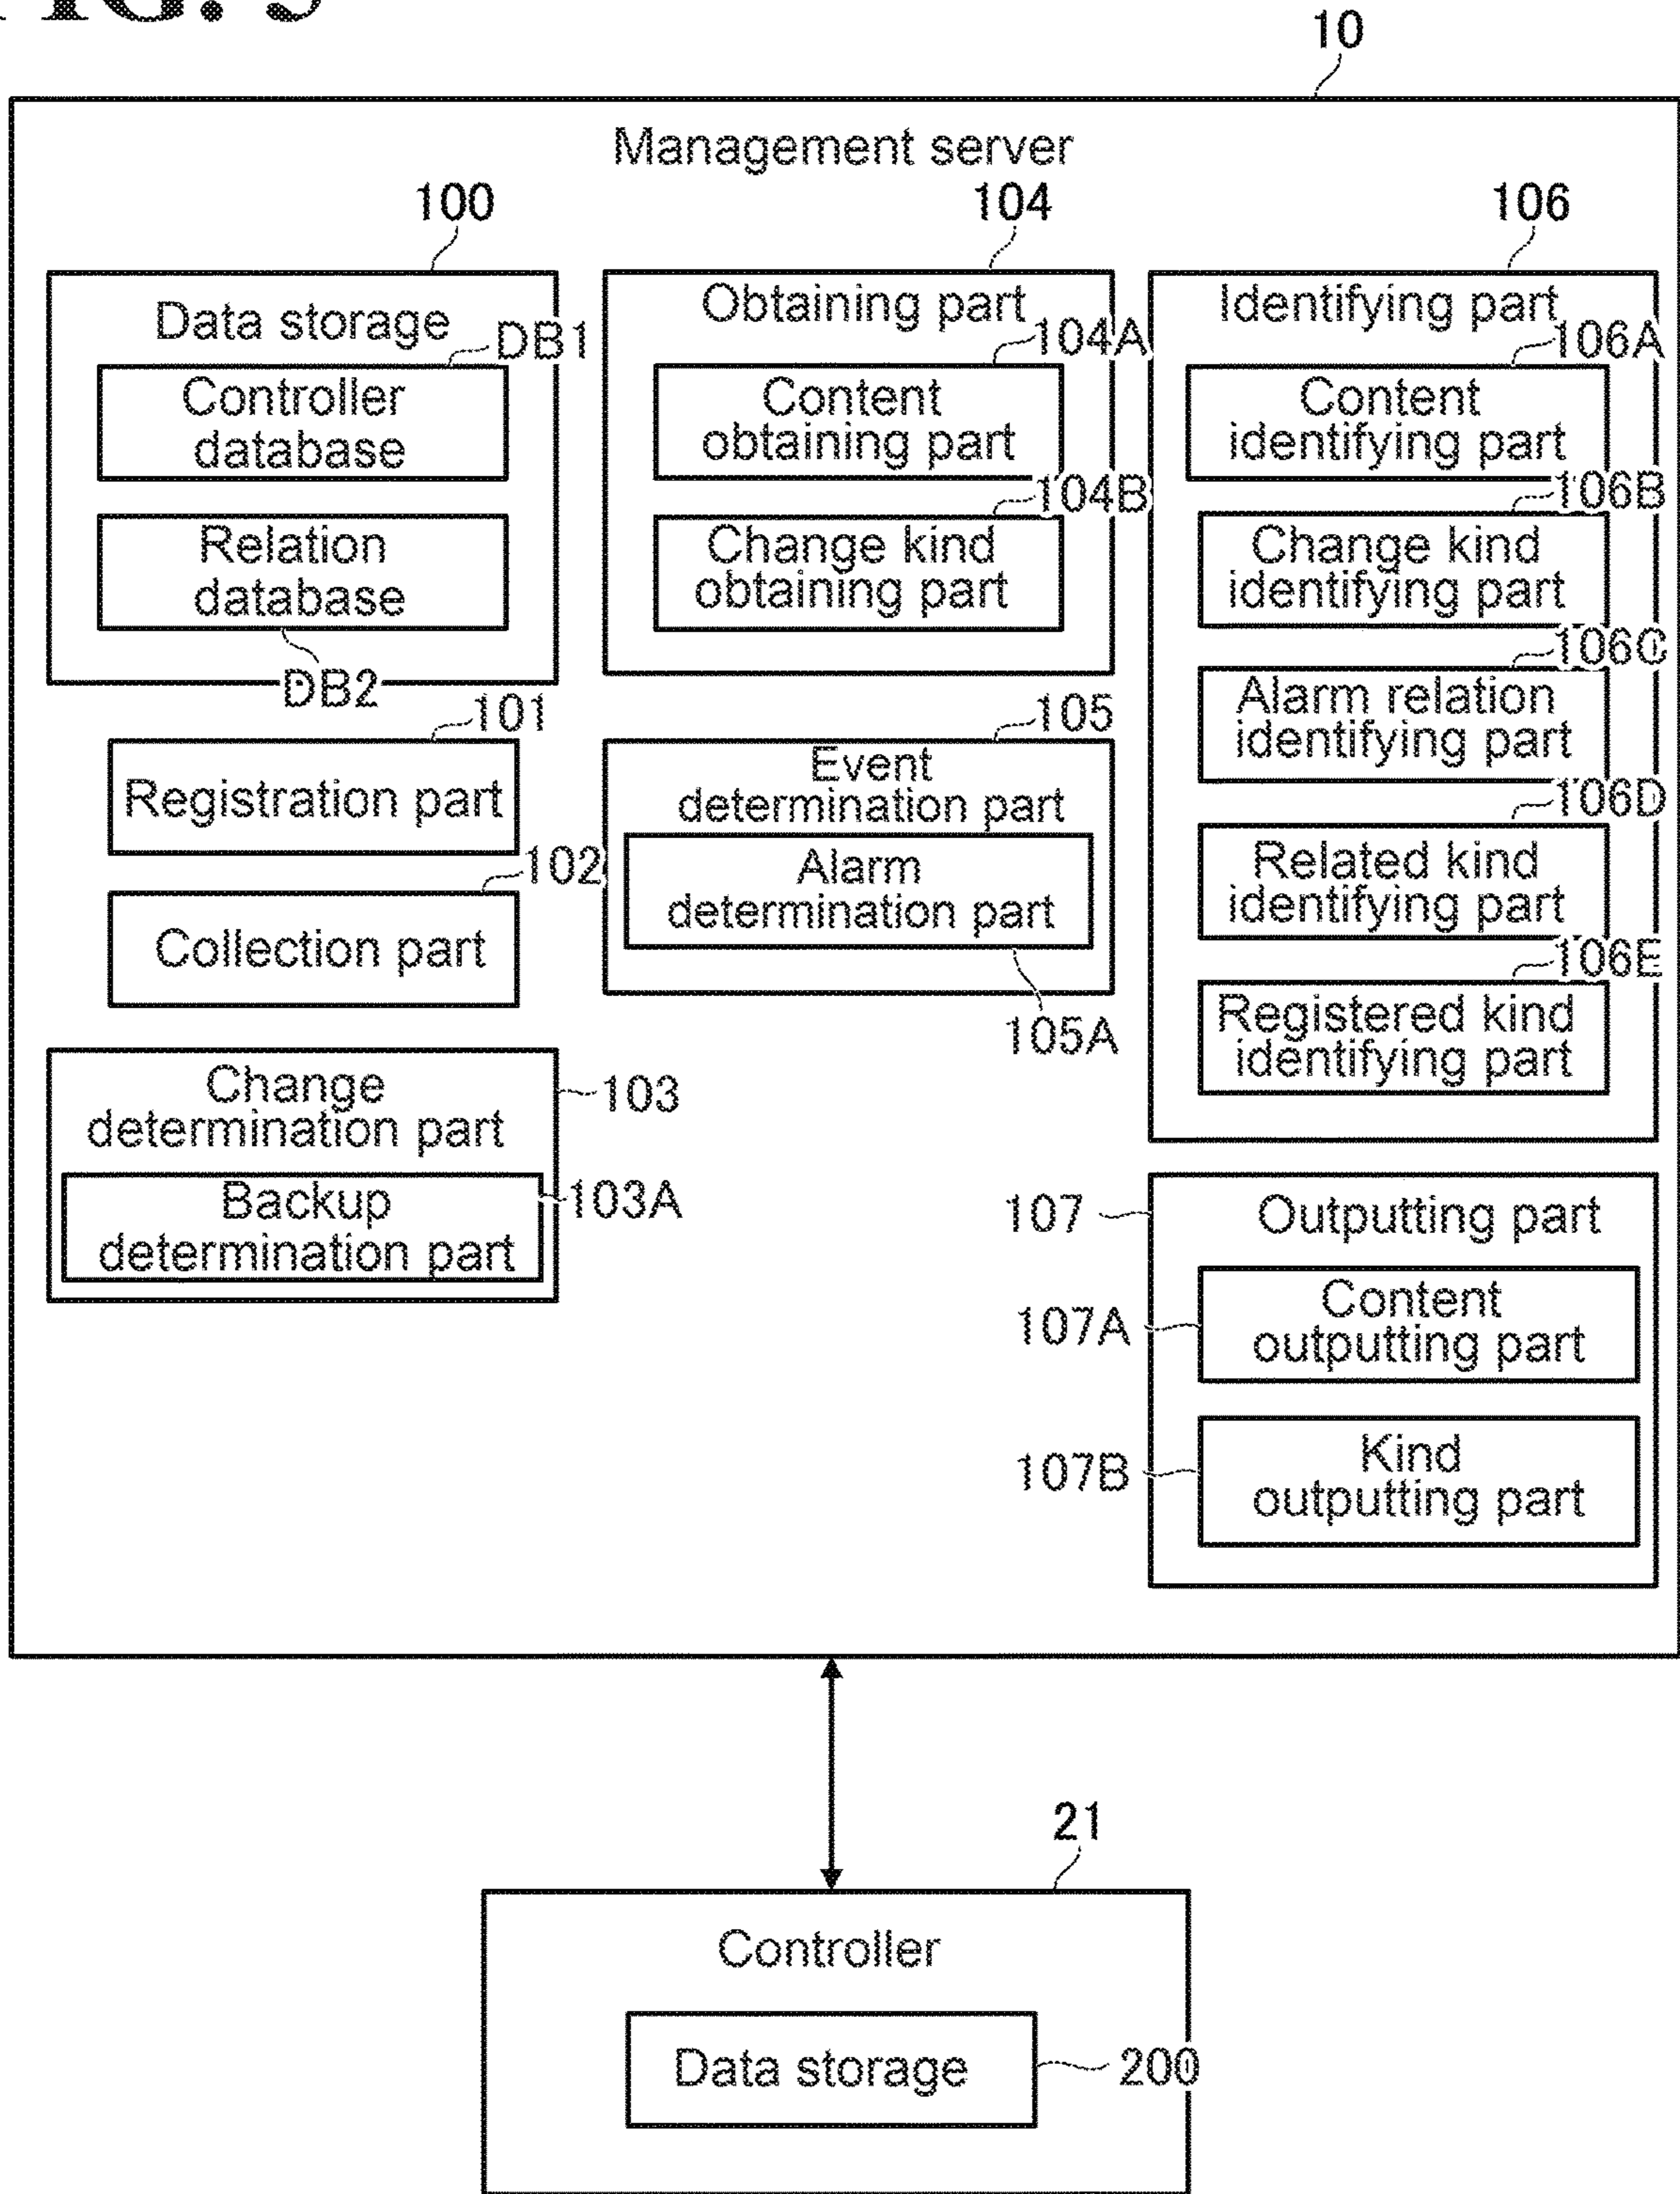 10
Management server
100
Data storage
DB1
Controller
database
Relation
database
DB2
101
Registration part
102
Collection part
Change
determination part
103
Backup
determination part
103A
104
Obtaining part
104A
Content
obtaining part
104B
Change kind
obtaining part
105
Event
determination part
Alarm
determination part
105A
106
Identifying part
106A
Content
identifying part
106B
Change kind
identifying part
106C
Alarm relation
identifying part
106D
Related kind
identifying part
106E
Registered kind
identifying part
107
Outputting part
107A
Content
outputting part
107B
Kind
outputting part
21
Controller
Data storage
200